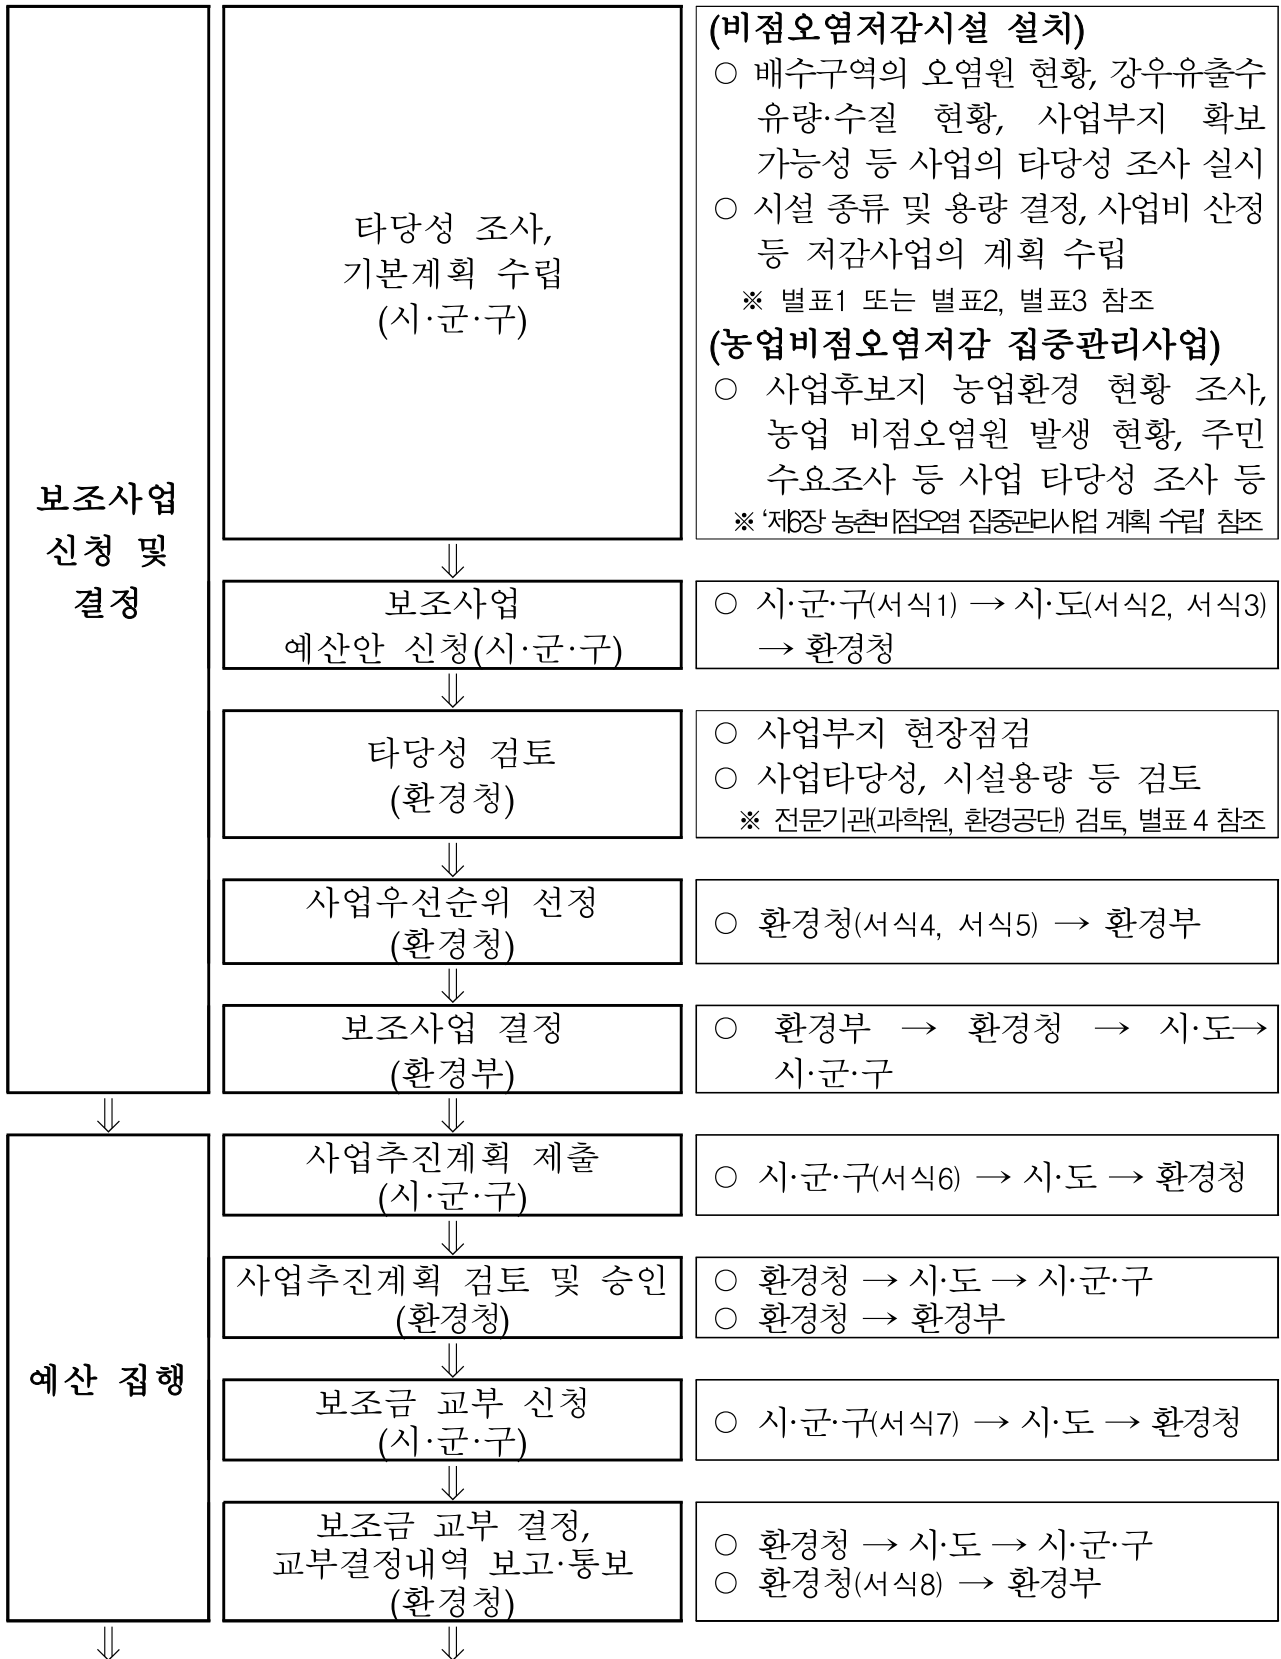 보조사업
신청 및
결정
타당성 조사,
기본계획 수립
(시·군·구)
(비점오염저감시설 설치)
○ 배수구역의 오염원 현황, 강우유출수
유량·수질 현황, 사업부지 확보
가능성 등 사업의 타당성 조사 실시
○ 시설 종류 및 용량 결정, 사업비 산정
등 저감사업의 계획 수립
※ 별표1 또는 별표2, 별표3 참조
(농업비점오염저감 집중관리사업)
○ 사업후보지 농업환경 현황 조사,
농업 비점오염원 발생 현황, 주민
수요조사 등 사업 타당성 조사 등
※ '제6장 농촌비점오염 집중관리사업 계획 수립' 참조
⇓
보조사업
예산안 신청(시·군·구)
○ 시·군·구(서식1) → 시·도(서식2, 서식3)
→ 환경청
⇓
타당성 검토
(환경청)
○ 사업부지 현장점검
○ 사업타당성, 시설용량 등 검토
※ 전문기관(과학원, 환경공단) 검토, 별표 4 참조
⇓
사업우선순위 선정
(환경청)
○ 환경청(서식4, 서식5) → 환경부
⇓
보조사업 결정
(환경부)
○ 환경부 → 환경청 → 시·도→
시·군·구
⇓ ⇓
예산 집행
사업추진계획 제출
(시·군·구)
○ 시·군·구(서식6) → 시·도 → 환경청
⇓
사업추진계획 검토 및 승인
(환경청)
○ 환경청 → 시·도 → 시·군·구
○ 환경청 → 환경부
⇓
보조금 교부 신청
(시·군·구)
○ 시·군·구(서식7) → 시·도 → 환경청
⇓
보조금 교부 결정,
교부결정내역 보고·통보
(환경청)
○ 환경청 → 시·도 → 시·군·구
○ 환경청(서식8) → 환경부
⇓ ⇓